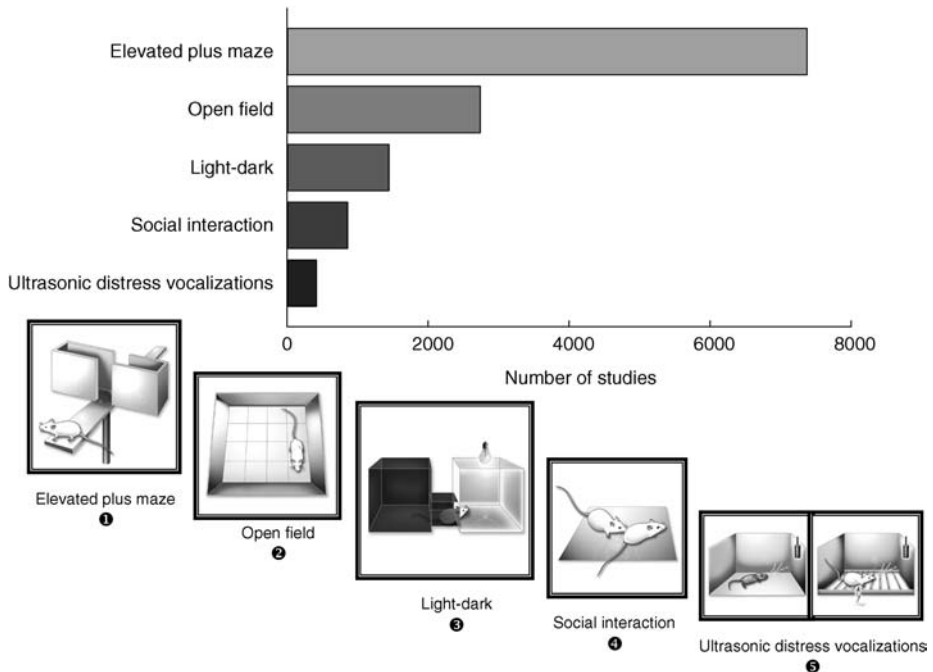 Elevated plus maze
Open field
Light-dark
Social interaction
Ultrasonic distress vocalizations
0 2000 4000 6000 8000
Number of studies
Elevated plus maze
❶
Open field
❷
Light-dark
❸
Social interaction
❹
Ultrasonic distress vocalizations
❺